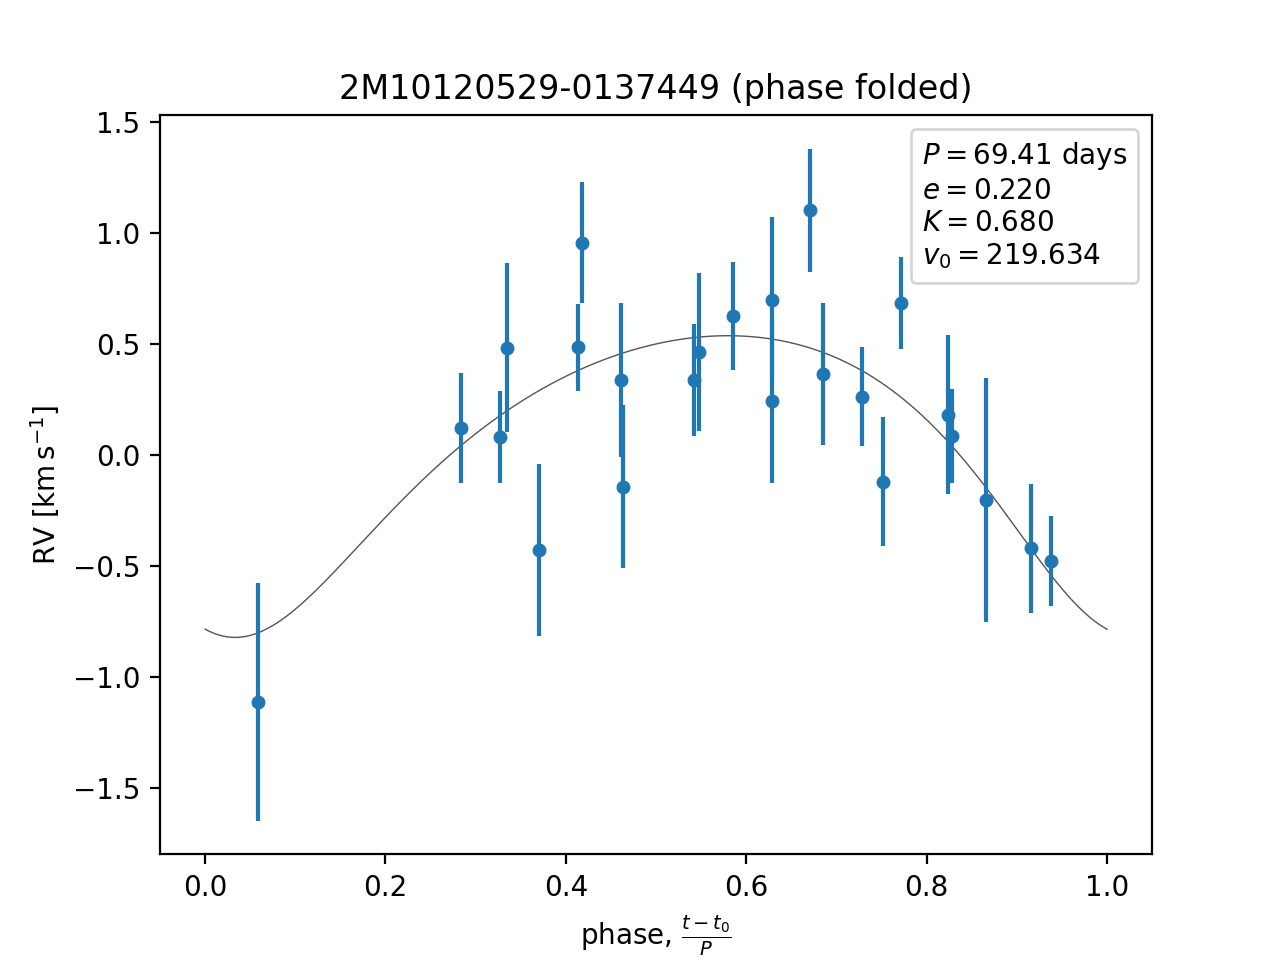 2M10120529-0137449 (phase folded)
P = 69.41 days
e = 0.220
K = 0.680
v₀ = 219.634
RV [km s⁻¹]
1.5
1.0
0.5
0.0
−0.5
−1.0
−1.5
0.0 0.2 0.4 0.6 0.8 1.0
phase, (t − t₀)/P